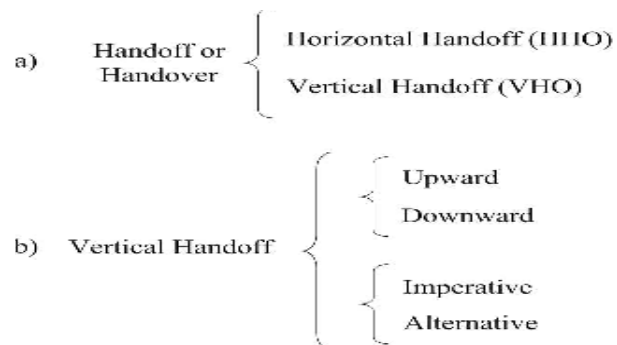 a) Handoff or Handover
Horizontal Handoff (HHO)
Vertical Handoff (VHO)
b) Vertical Handoff
Upward
Downward
Imperative
Alternative